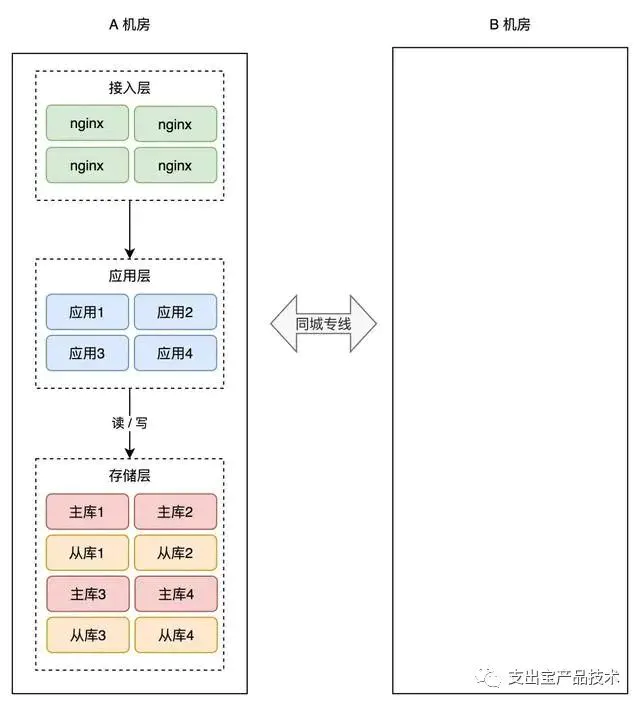 A 机房
B 机房
接入层
nginx
nginx
nginx
nginx
应用层
应用1
应用2
应用3
应用4
同城专线
读 / 写
存储层
主库1
主库2
从库1
从库2
主库3
主库4
从库3
从库4
支出宝产品技术